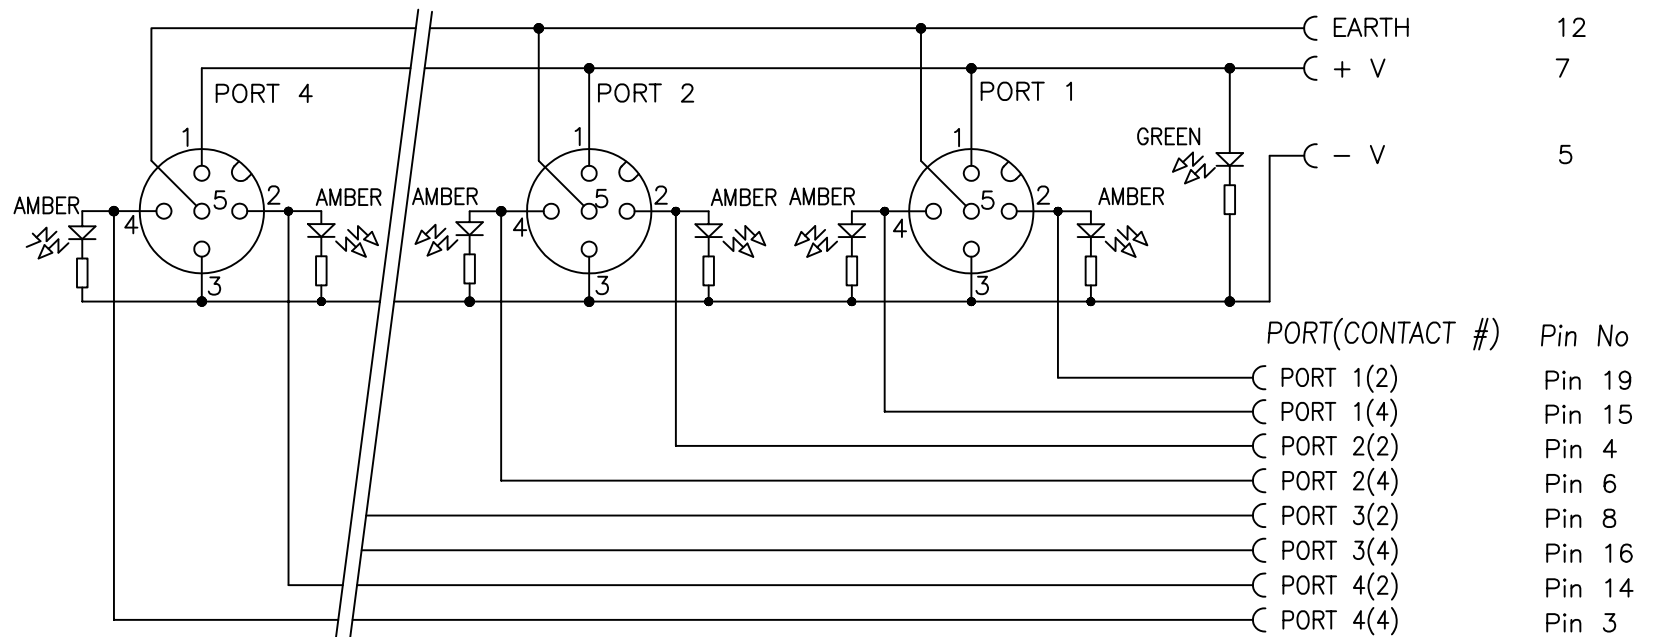 EARTH 12
+ V 7
PORT 4 PORT 2 PORT 1
1 1 1 GREEN
- V 5
AMBER 5 2 AMBER AMBER 5 2 AMBER AMBER 5 2 AMBER
4 4 4
3 3 3
PORT(CONTACT #) Pin No
PORT 1(2) Pin 19
PORT 1(4) Pin 15
PORT 2(2) Pin 4
PORT 2(4) Pin 6
PORT 3(2) Pin 8
PORT 3(4) Pin 16
PORT 4(2) Pin 14
PORT 4(4) Pin 3